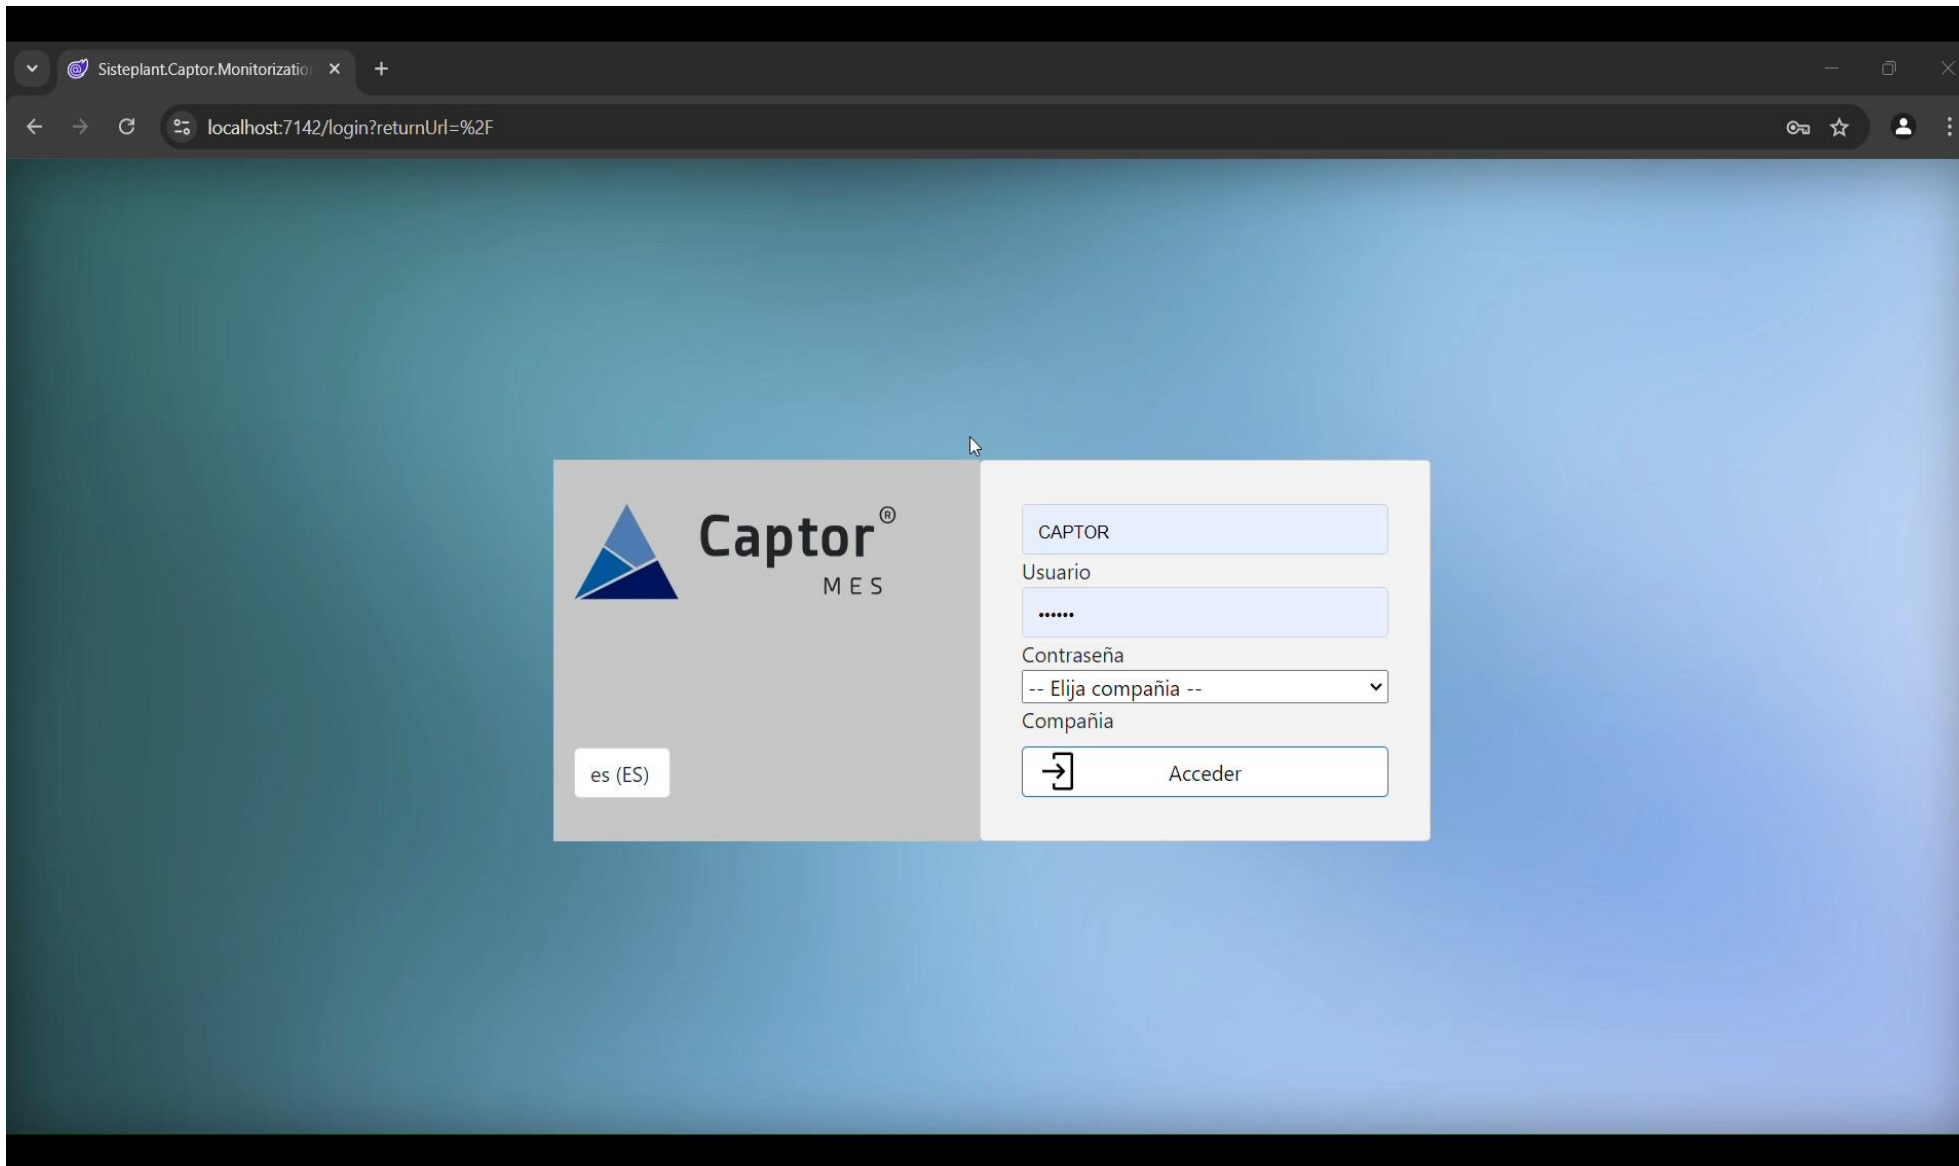 Sisteplant.Captor.Monitorizatio
localhost:7142/login?returnUrl=%2F
Captor®
MES
es (ES)
CAPTOR
Usuario
••••••
Contraseña
-- Elija compañia --
Compañia
Acceder